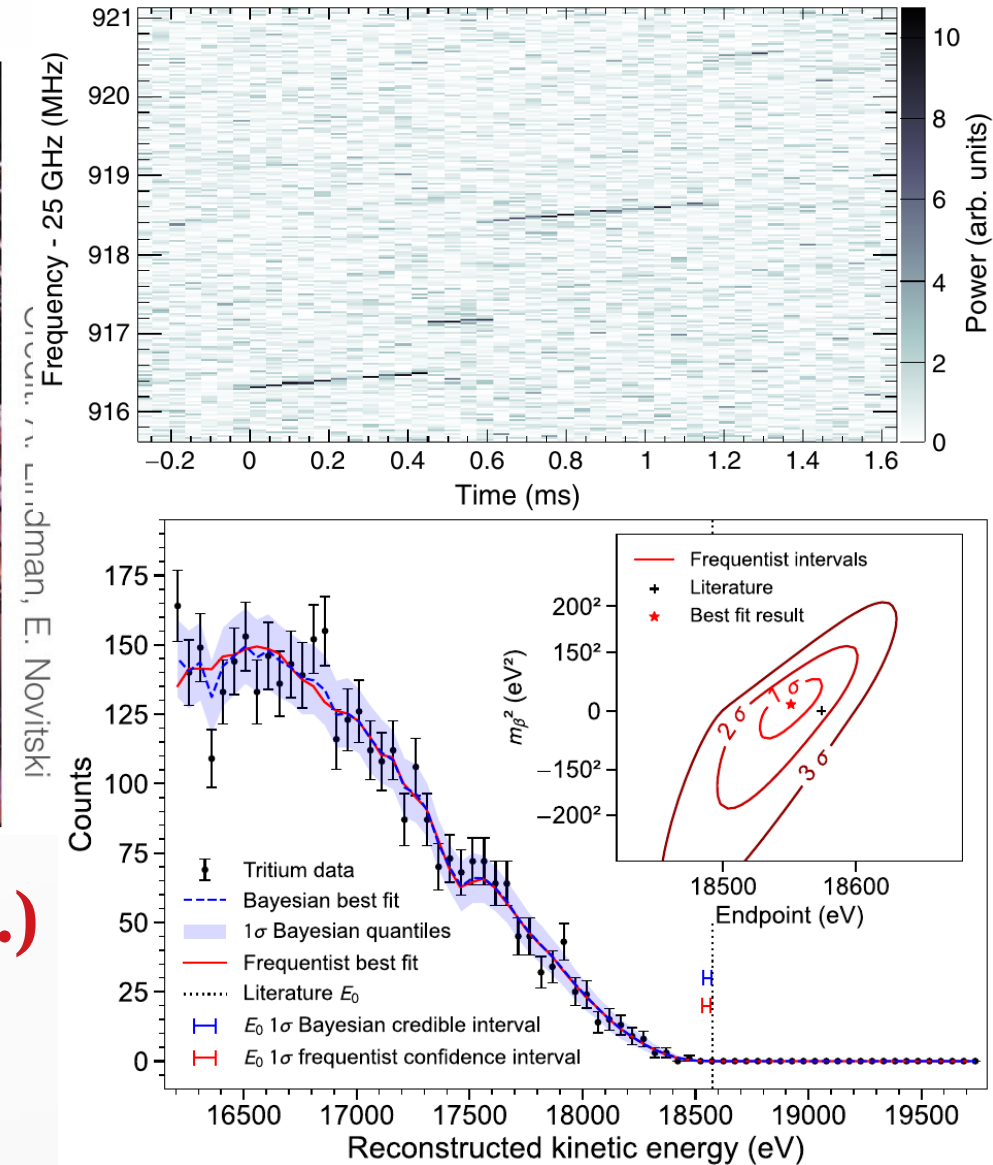 921
920
919
918
917
916
Frequency - 25 GHz (MHz)
−0.2 0 0.2 0.4 0.6 0.8 1 1.2 1.4 1.6
Time (ms)
10
8
6
4
2
0
Power (arb. units)
dman, E. Novitski
.)
175
150
125
100
75
50
25
0
Counts
Tritium data
Bayesian best fit
1σ Bayesian quantiles
Frequentist best fit
Literature E₀
E₀ 1σ Bayesian credible interval
E₀ 1σ frequentist confidence interval
16500 17000 17500 18000 18500 19000 19500
Reconstructed kinetic energy (eV)
Frequentist intervals
Literature
Best fit result
200²
150²
0
−150²
−200²
mᵦ² (eV²)
1 σ
2 σ
3 σ
18500 18600
Endpoint (eV)